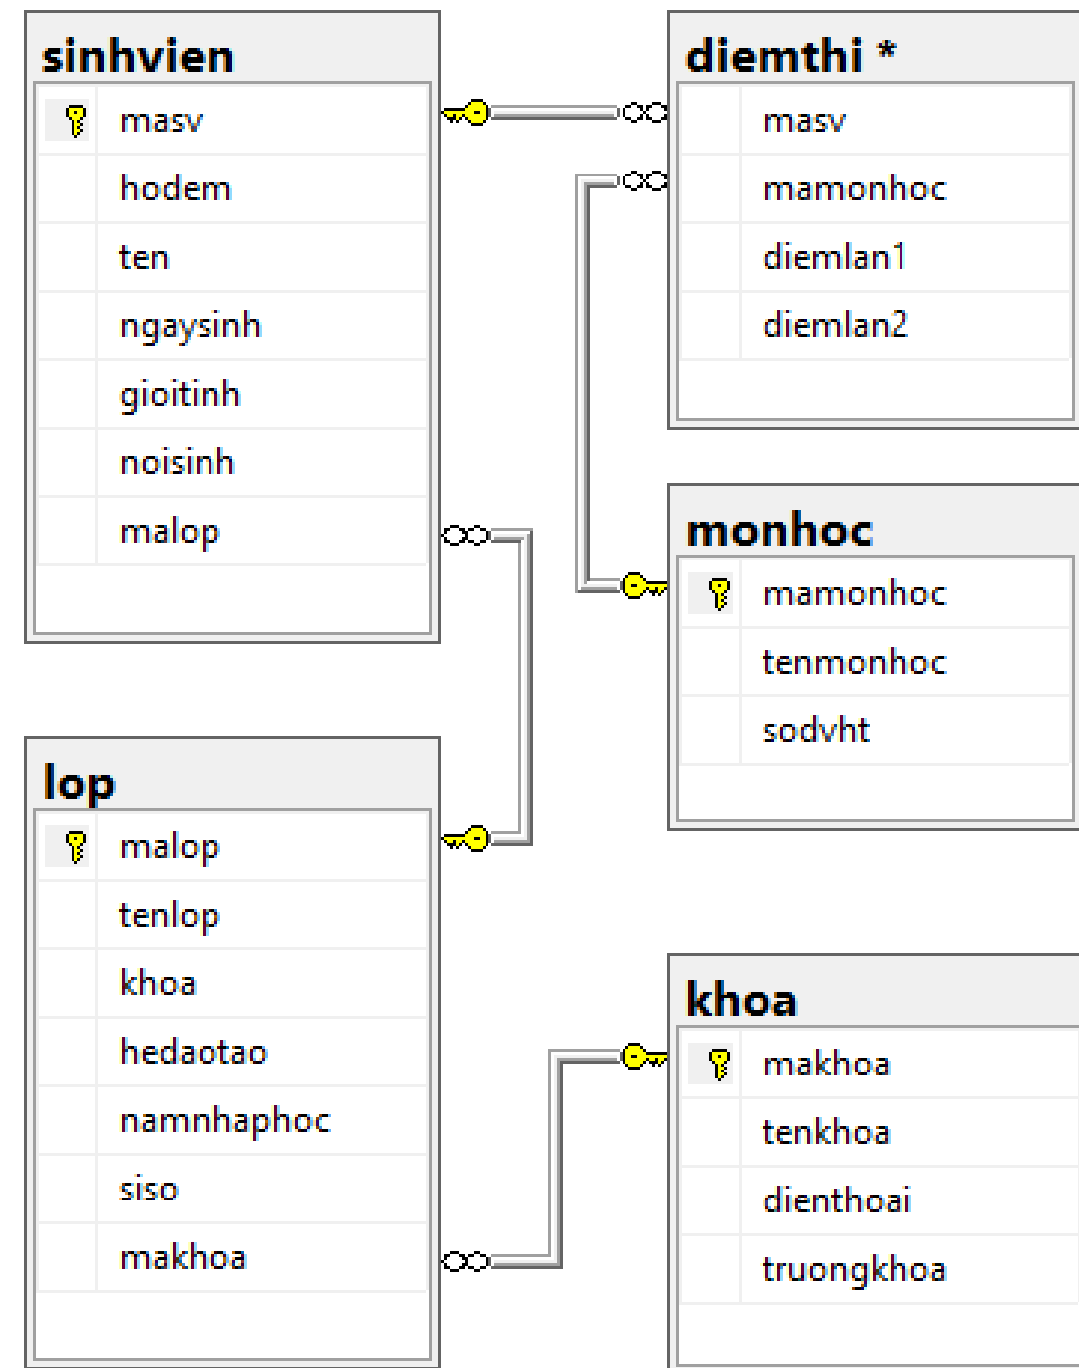 sinhvien
masv
hodem
ten
ngaysinh
gioitinh
noisinh
malop
diemthi *
masv
mamonhoc
diemlan1
diemlan2
monhoc
mamonhoc
tenmonhoc
sodvht
lop
malop
tenlop
khoa
hedaotao
namnhaphoc
siso
makhoa
khoa
makhoa
tenkhoa
dienthoai
truongkhoa